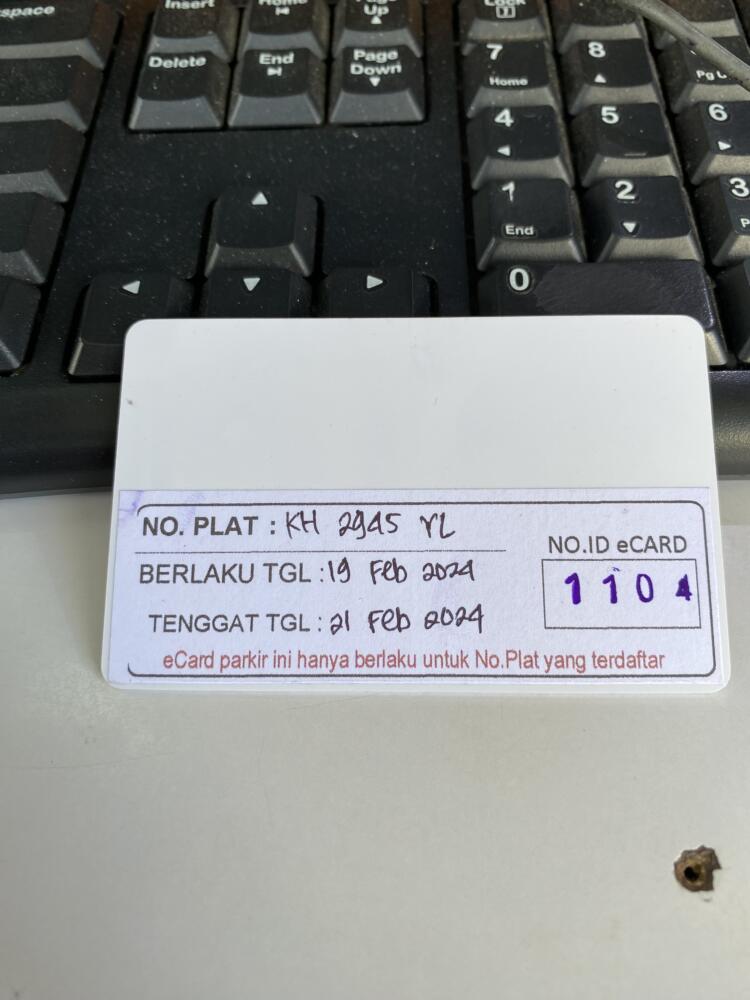 space
Insert
Home
Up
Lock
Delete
End
Page
Down
7
Home
8
4
5
6
1
End
2
3
0
NO. PLAT : KH 2945 YL
BERLAKU TGL : 19 Feb 2024
TENGGAT TGL : 21 Feb 2024
NO.ID eCARD
1104
eCard parkir ini hanya berlaku untuk No.Plat yang terdaftar